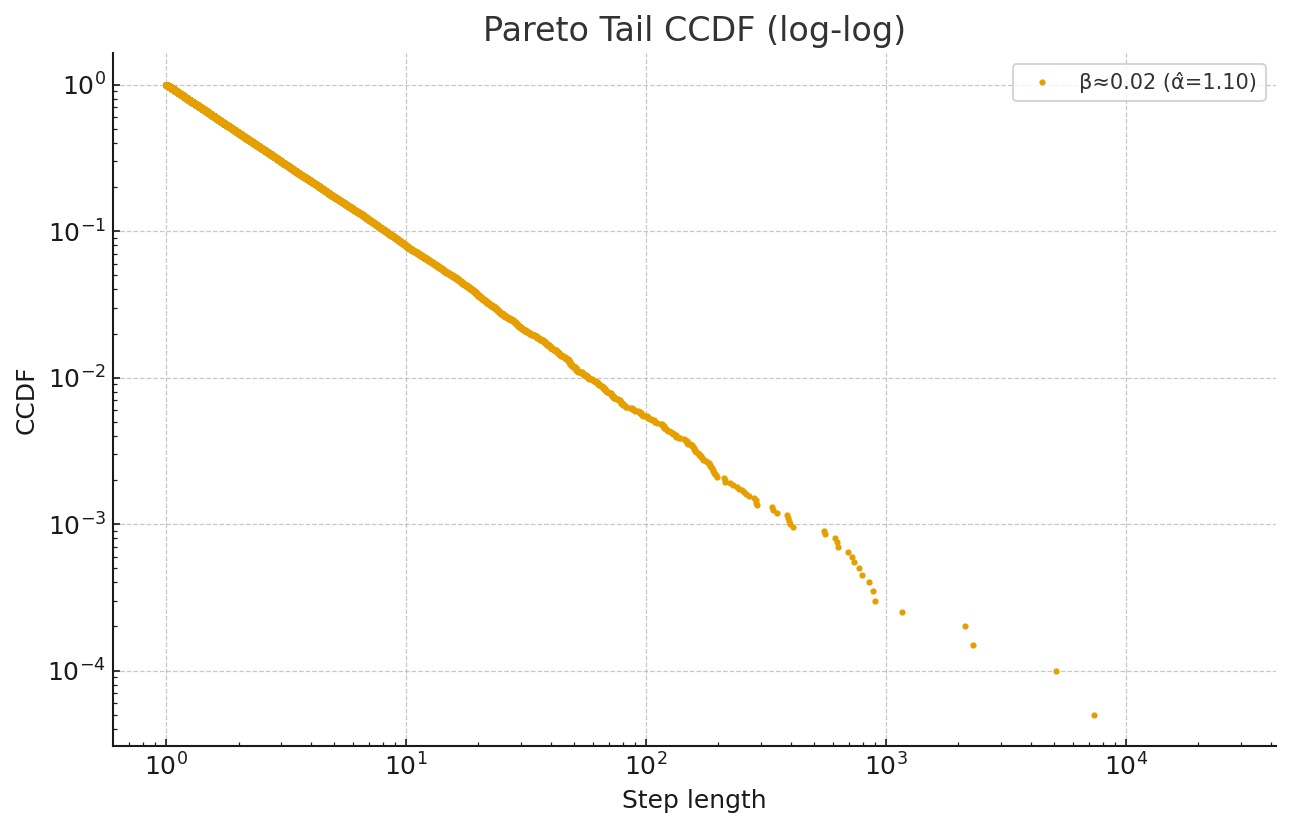 Pareto Tail CCDF (log-log)
β≈0.02 (α̂=1.10)
CCDF
10⁰
10⁻¹
10⁻²
10⁻³
10⁻⁴
10⁰ 10¹ 10² 10³ 10⁴
Step length